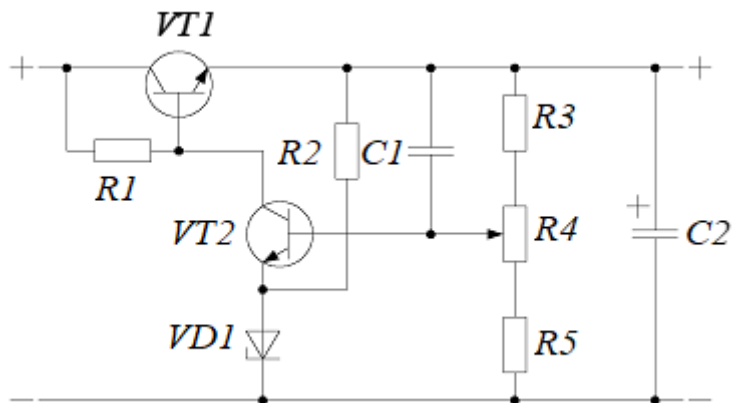 VT1
+ +
R3
R2 C1
R1
+
VT2 R4 C2
VD1
R5
− −